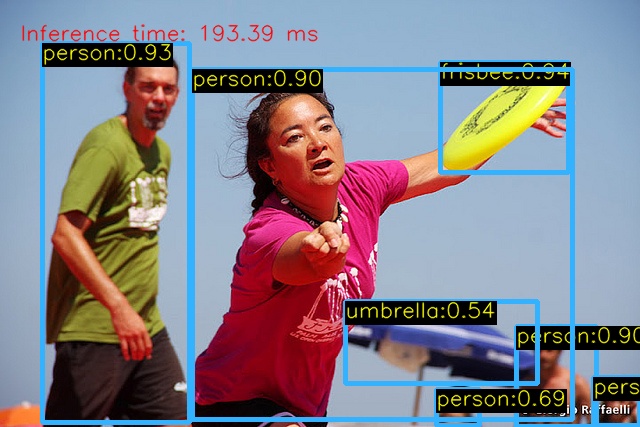 Inference time: 193.39 ms
person:0.93
person:0.90
frisbee:0.94
umbrella:0.54
person:0.90
person:0.69
pers
Raffaelli